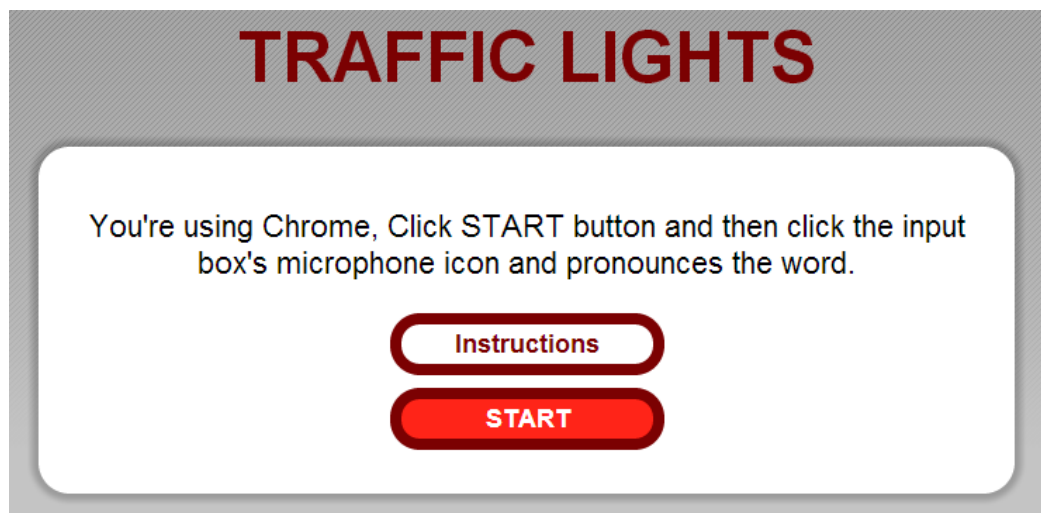 TRAFFIC LIGHTS
You're using Chrome, Click START button and then click the input
box's microphone icon and pronounces the word.
Instructions
START